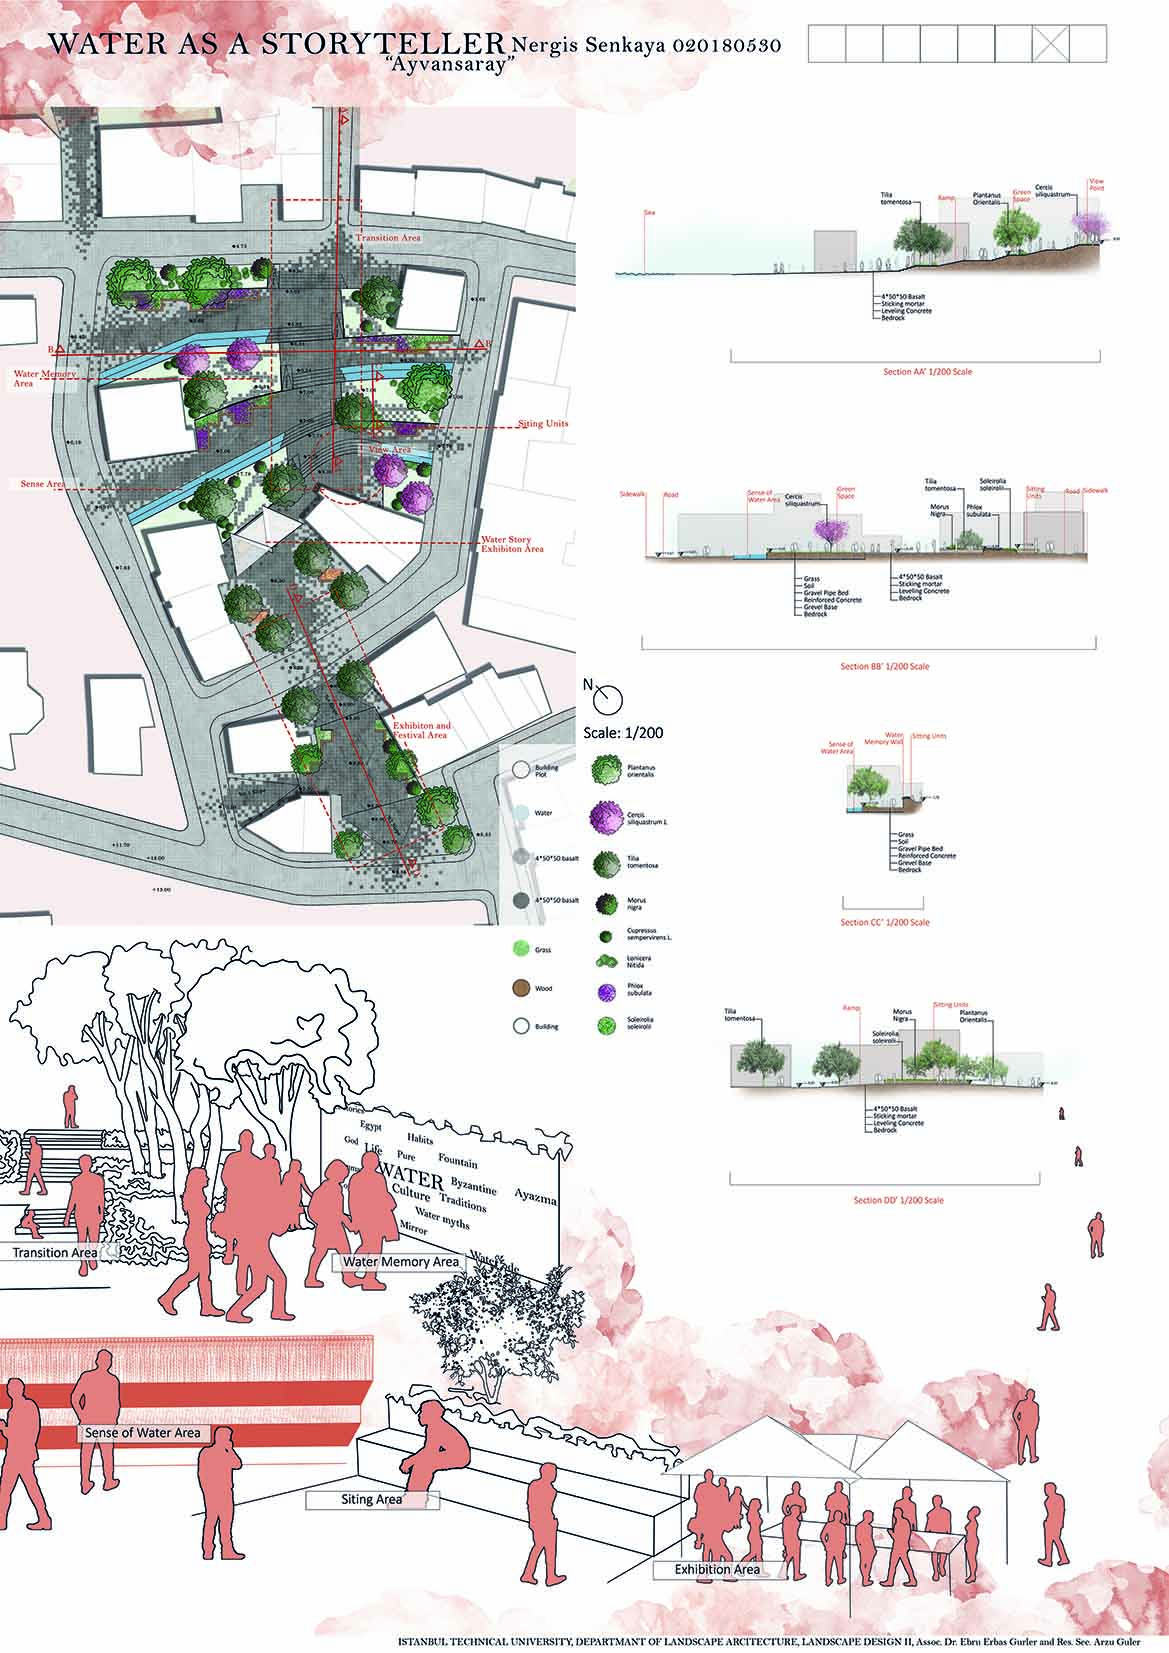 WATER AS A STORYTELLER Nergis Senkaya 020180530
“Ayvansaray”
Transition Area
B
B
Water Memory
Area
Siting Units
View Area
Sense Area
Water Story
Exhibiton Area
Exhibiton and
Festival Area
+11.70
+12.00
+13.00
Sea
Tilia
tomentosa
Ramp
Plantanus
Orientalis
Green
Space
Cercis
siliquastrum
View
Point
4*50*50 Basalt
Sticking mortar
Leveling Concrete
Bedrock
Section AA' 1/200 Scale
Sidewalk
Road
Sense of
Water Area
Cercis
siliquastrum
Green
Space
Tilia
tomentosa
Morus
Nigra
Soleirolia
soleirolii
Phlox
subulata
Sitting
Units
Road
Sidewalk
Grass
Soil
Gravel Pipe Bed
Reinforced Concrete
Grevel Base
Bedrock
4*50*50 Basalt
Sticking mortar
Leveling Concrete
Bedrock
Section BB' 1/200 Scale
N
Scale: 1/200
Building
Plot
Water
4*50*50 basalt
4*50*50 basalt
Grass
Wood
Building
Plantanus
orientalis
Cercis
siliquastrum L
Tilia
tomentosa
Morus
nigra
Cupressus
sempervirens L.
Lonicera
Nitida
Phlox
subulata
Soleirolia
soleirolii
Sense of
Water Area
Water
Memory Wall
Sitting Units
Grass
Soil
Gravel Pipe Bed
Reinforced Concrete
Grevel Base
Bedrock
Section CC' 1/200 Scale
Tilia
tomentosa
Ramp
Soleirolia
soleirolii
Morus
Nigra
Sitting Units
Plantanus
Orientalis
4*50*50 Basalt
Sticking mortar
Leveling Concrete
Bedrock
Section DD' 1/200 Scale
Egypt
Habits
God
Life
Pure
Fountain
WATER
Byzantine
Ayazma
Culture
Traditions
Water myths
Mirror
Transition Area
Water Memory Area
Sense of Water Area
Siting Area
Exhibition Area
ISTANBUL TECHNICAL UNIVERSITY, DEPARTMANT OF LANDSCAPE ARCITECTURE, LANDSCAPE DESIGN II, Assoc. Dr. Ebru Erbas Gurler and Res. See. Arzu Guler